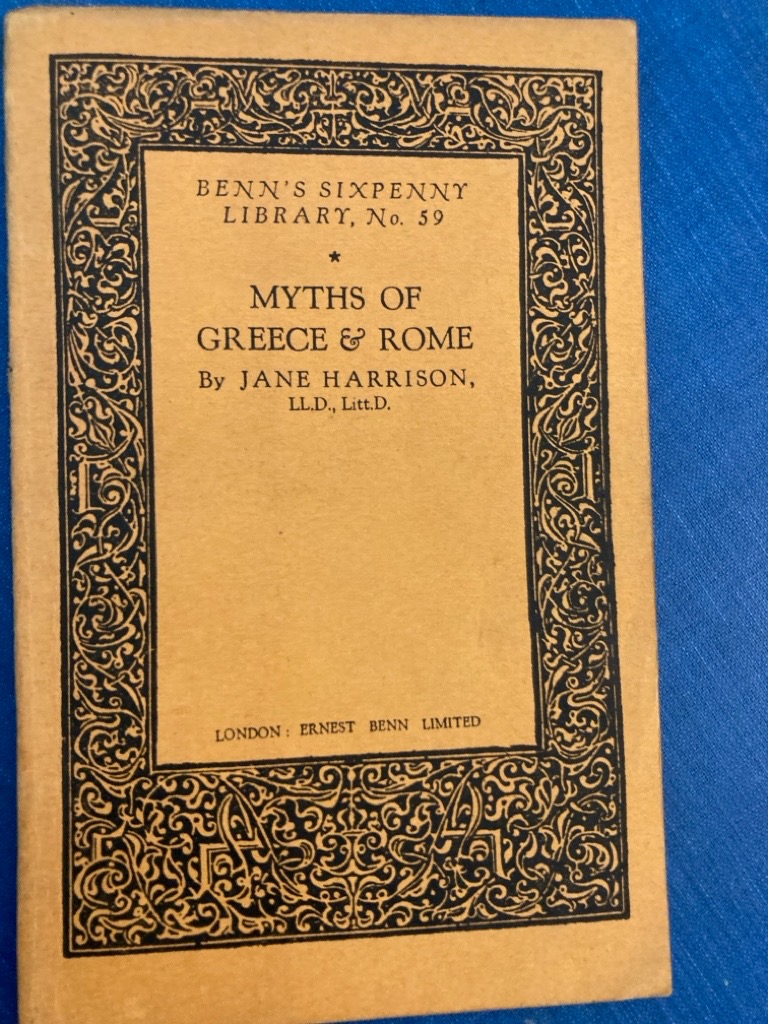 BENN'S SIXPENNY
LIBRARY, No. 59
*
MYTHS OF
GREECE & ROME
By JANE HARRISON,
LL.D., Litt.D.
LONDON: ERNEST BENN LIMITED